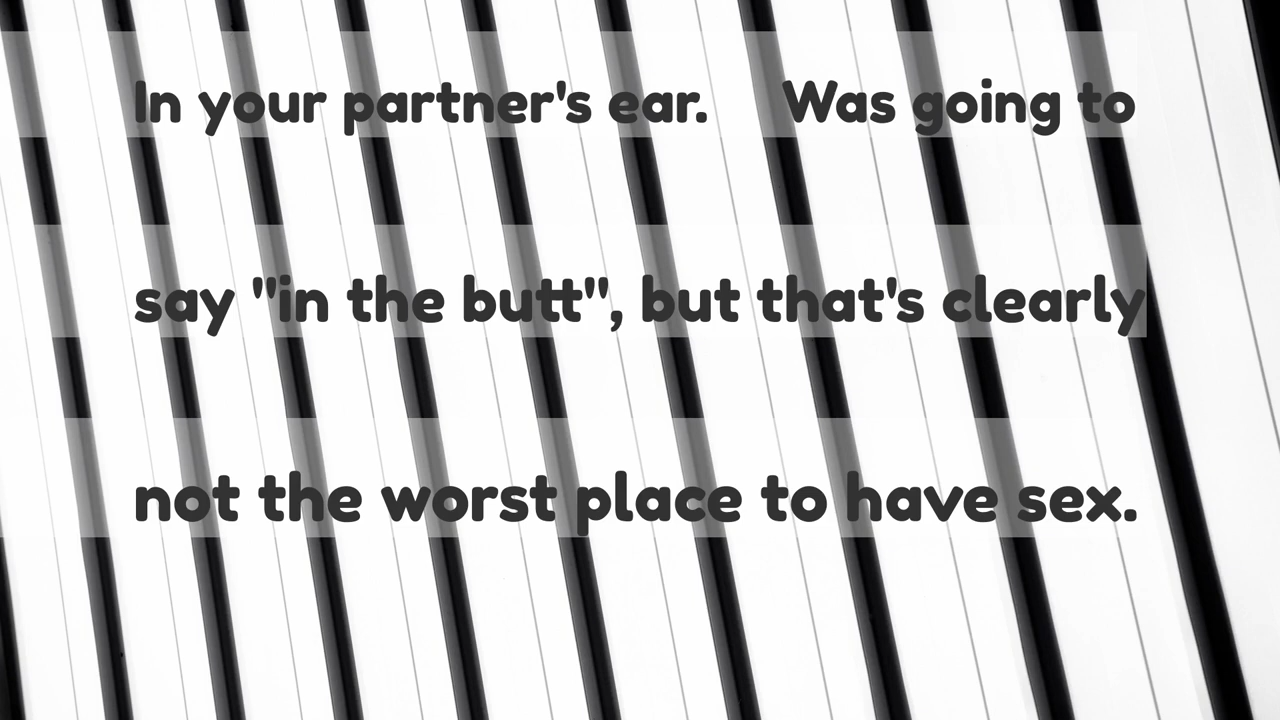 In your partner's ear. Was going to
say "in the butt", but that's clearly
not the worst place to have sex.